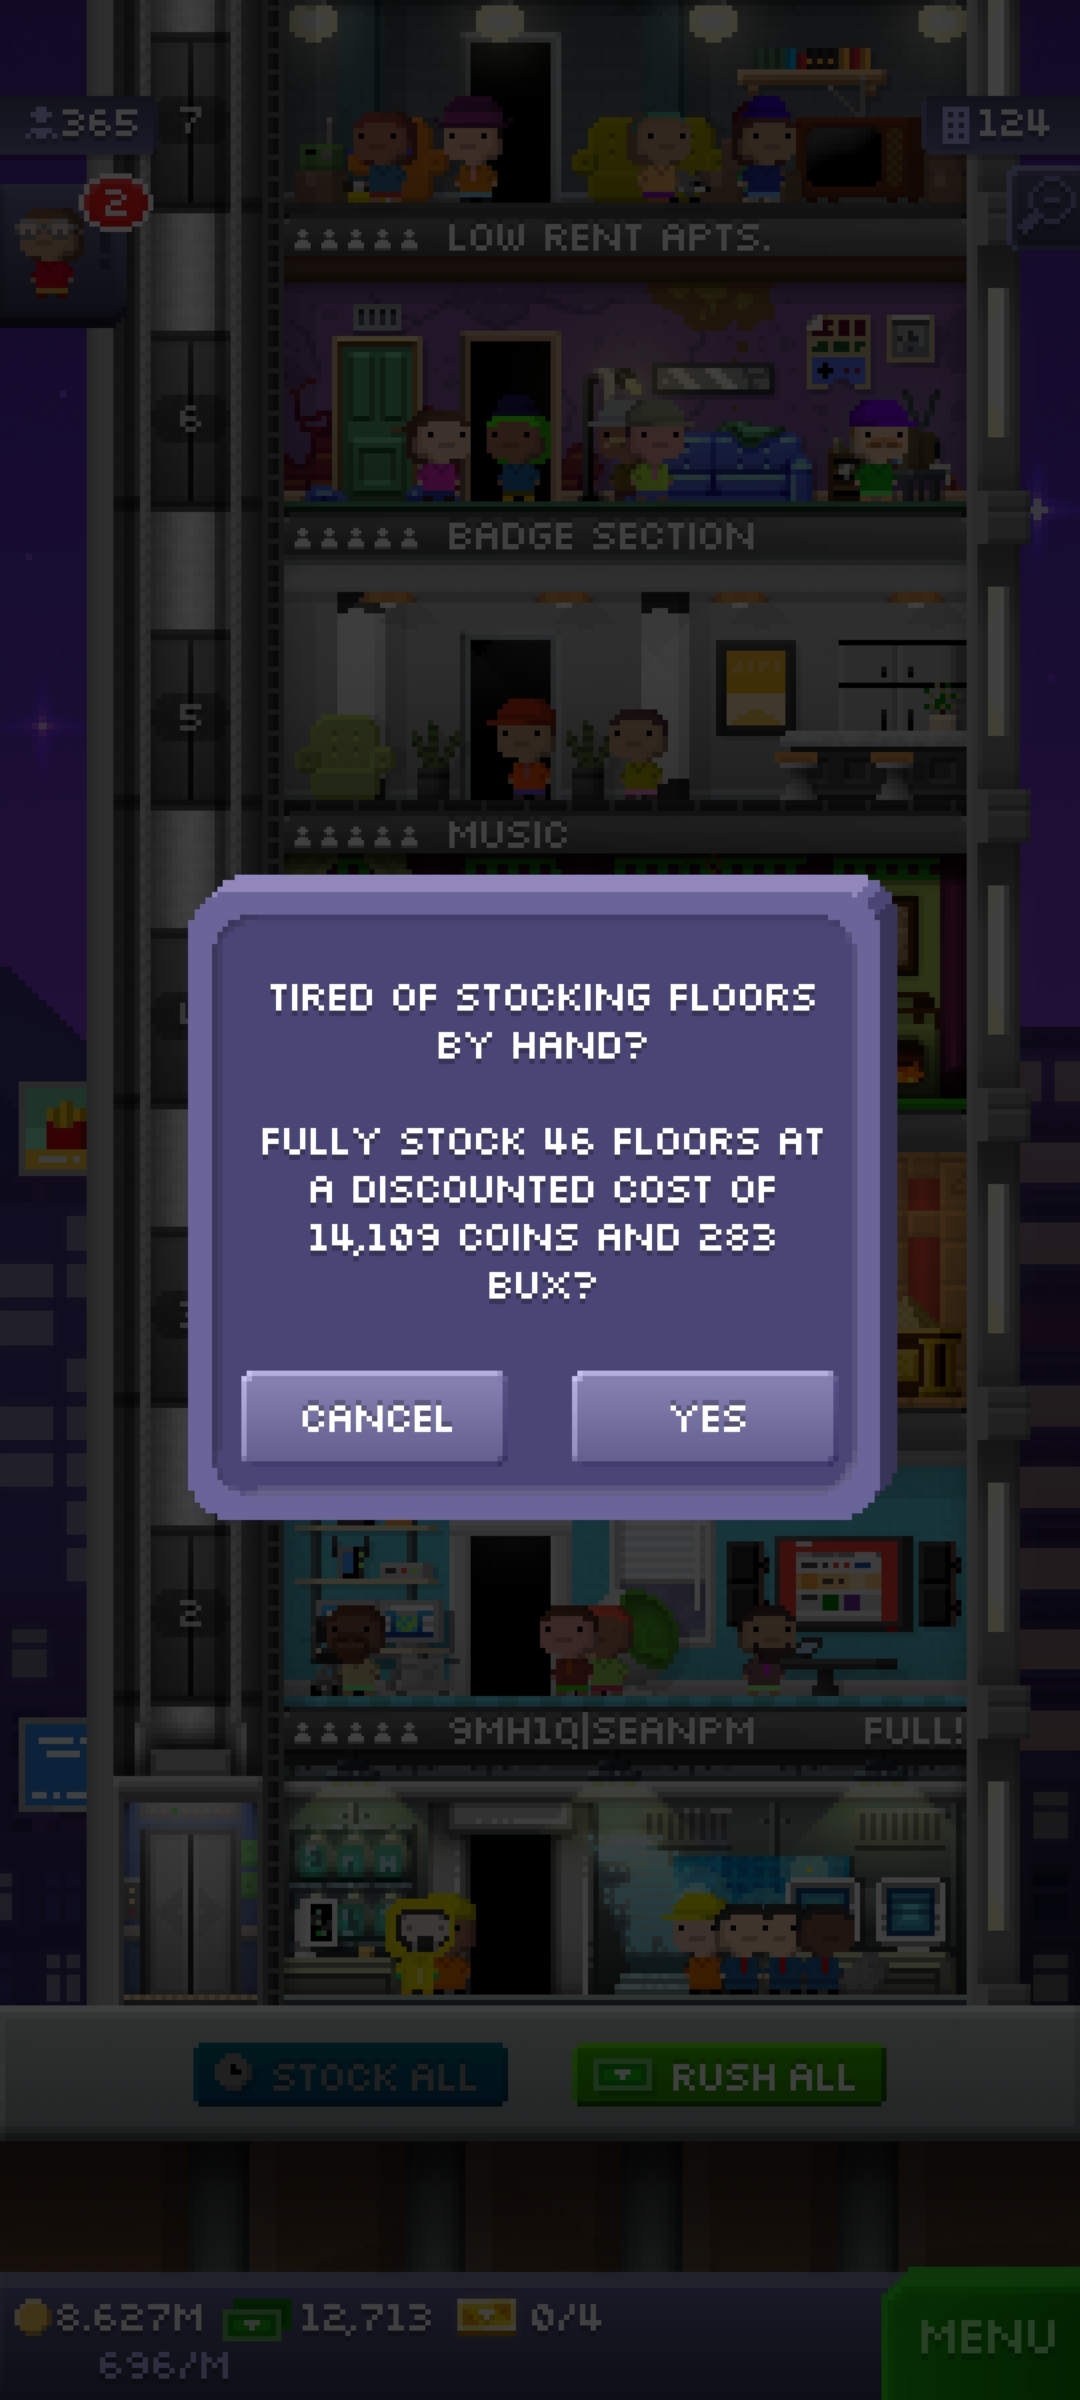 365
7
124
2
LOW RENT APTS.
6
BADGE SECTION
5
MUSIC
TIRED OF STOCKING FLOORS
BY HAND?
FULLY STOCK 46 FLOORS AT
A DISCOUNTED COST OF
14,109 COINS AND 283
BUX?
CANCEL
YES
2
9MH1Q|SEANPM
FULL!
STOCK ALL
RUSH ALL
8.627M
12,713
0/4
696/M
MENU